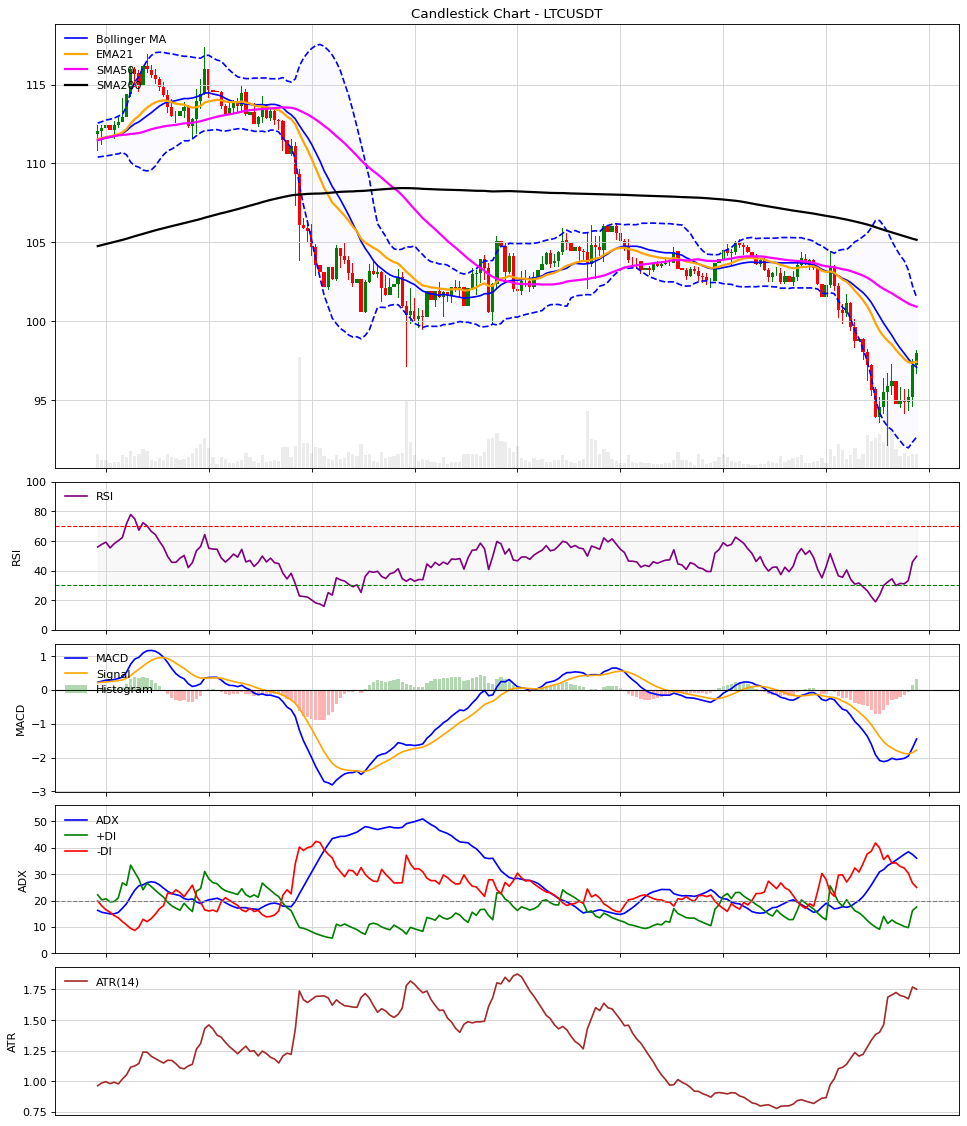 Candlestick Chart - LTCUSDT
Bollinger MA
EMA21
SMA50
SMA200
115
110
105
100
95
RSI
RSI
100
80
60
40
20
0
MACD
MACD
Signal
Histogram
1
0
−1
−2
−3
ADX
ADX
+DI
-DI
50
40
30
20
10
0
ATR
ATR(14)
1.75
1.50
1.25
1.00
0.75